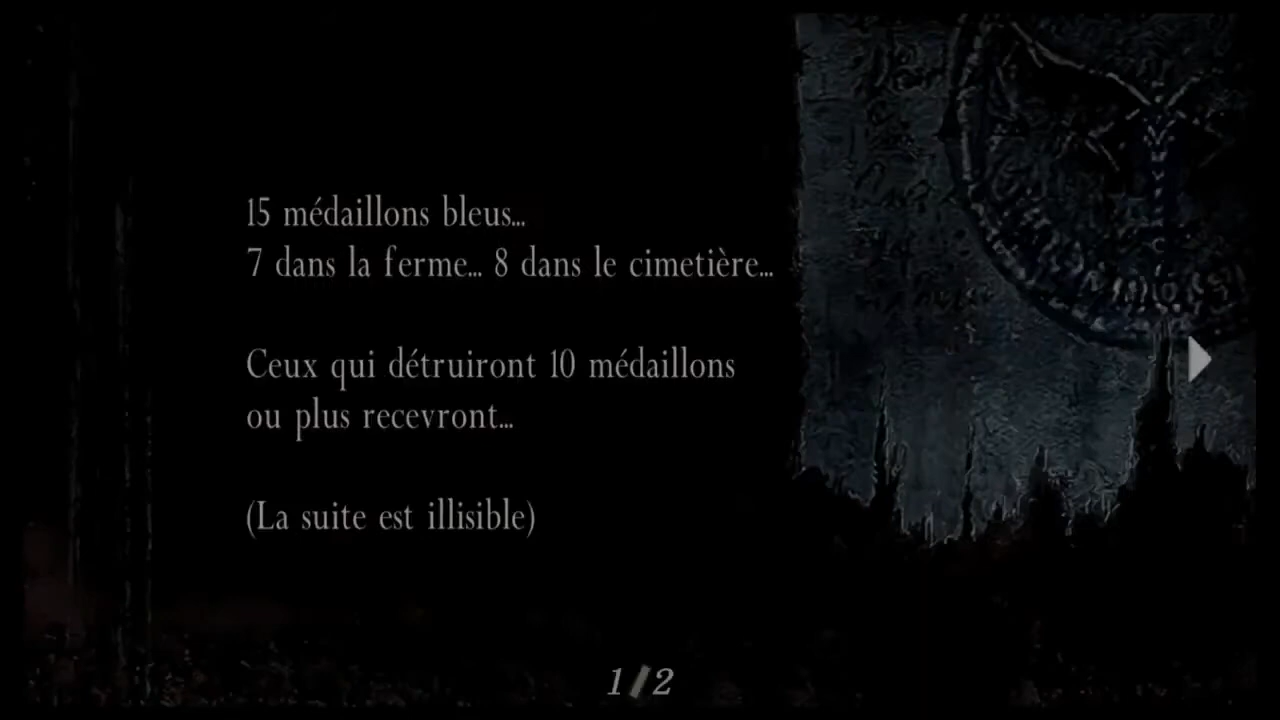 15 médaillons bleus...
7 dans la ferme... 8 dans le cimetière...
Ceux qui détruiront 10 médaillons
ou plus recevront...
(La suite est illisible)
1/2